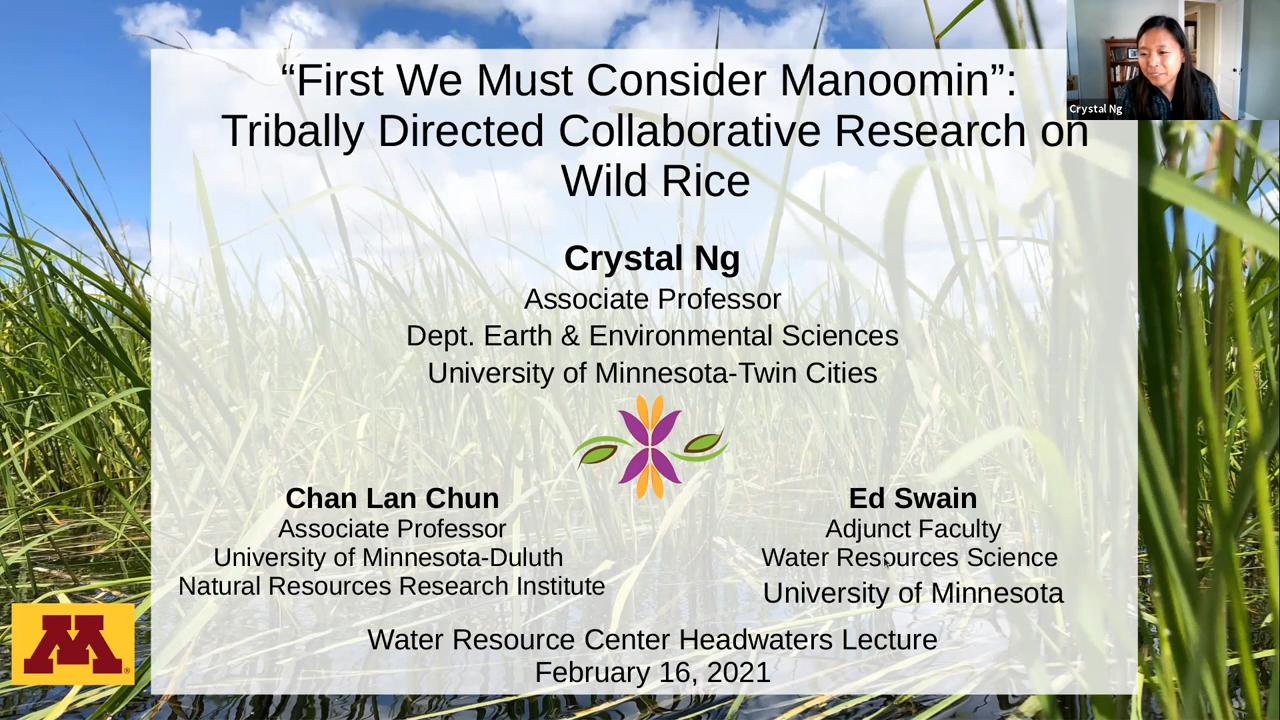 “First We Must Consider Manoomin”:
Tribally Directed Collaborative Research on
Wild Rice
Crystal Ng
Crystal Ng
Associate Professor
Dept. Earth & Environmental Sciences
University of Minnesota-Twin Cities
Chan Lan Chun
Associate Professor
University of Minnesota-Duluth
Natural Resources Research Institute
Ed Swain
Adjunct Faculty
Water Resources Science
University of Minnesota
M®
Water Resource Center Headwaters Lecture
February 16, 2021